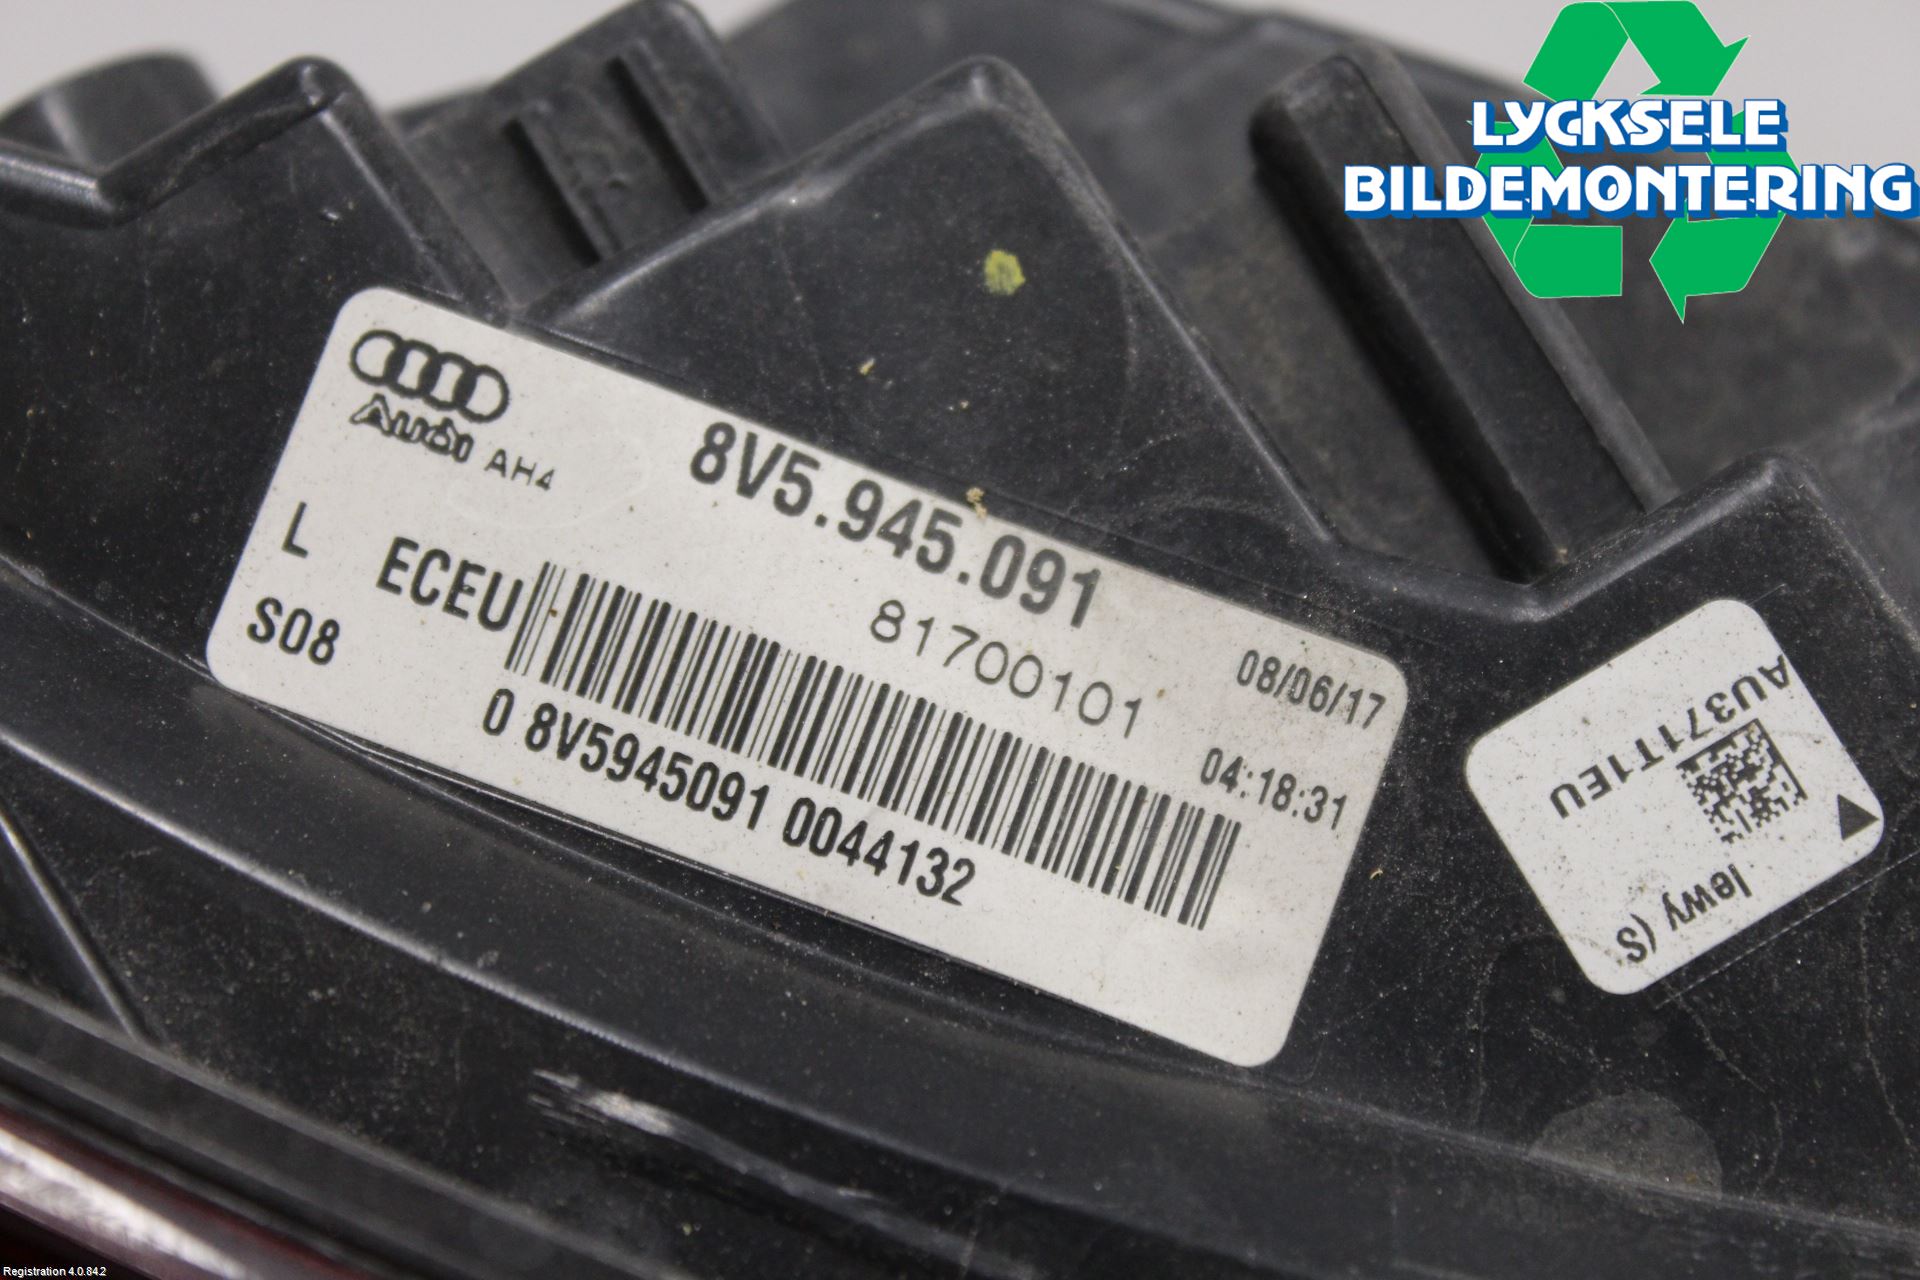 LYCKSELE
BILDEMONTERING
Audi AH4
8V5.945.091
L ECEU
81700101
08/06/17
S08
04:18:31
0 8V5945091 0044132
AU371T1EU
lewy (S
Registration 4.0.84.2